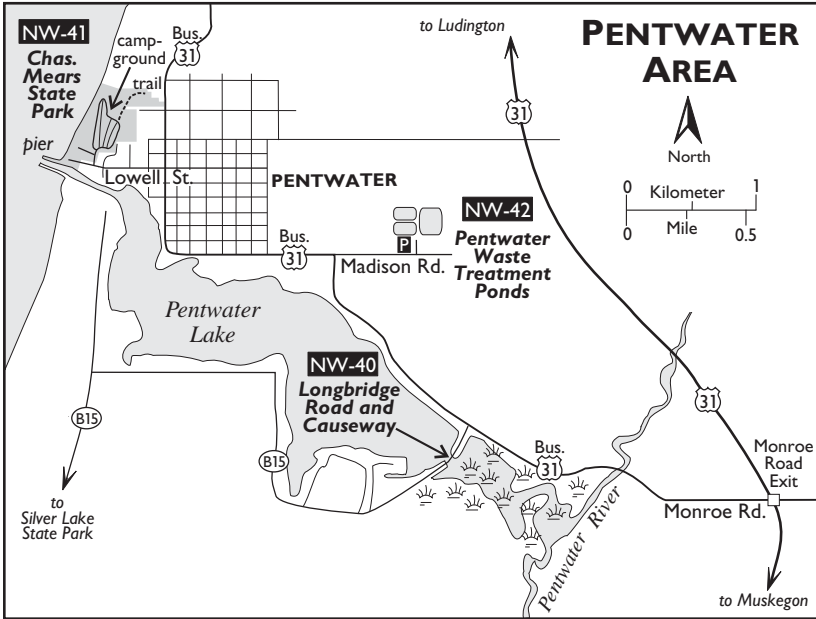 NW-41
Chas.
Mears
State
Park
camp-
ground
trail
Bus.
31
pier
Lowell St.
PENTWATER
to Ludington
31
PENTWATER
AREA
North
0 Kilometer 1
0 Mile 0.5
NW-42
Pentwater
Waste
Treatment
Ponds
P
Bus.
31
Madison Rd.
Pentwater
Lake
NW-40
Longbridge
Road and
Causeway
B15
B15
to
Silver Lake
State Park
Bus.
31
31
Monroe
Road
Exit
Monroe Rd.
Pentwater River
to Muskegon